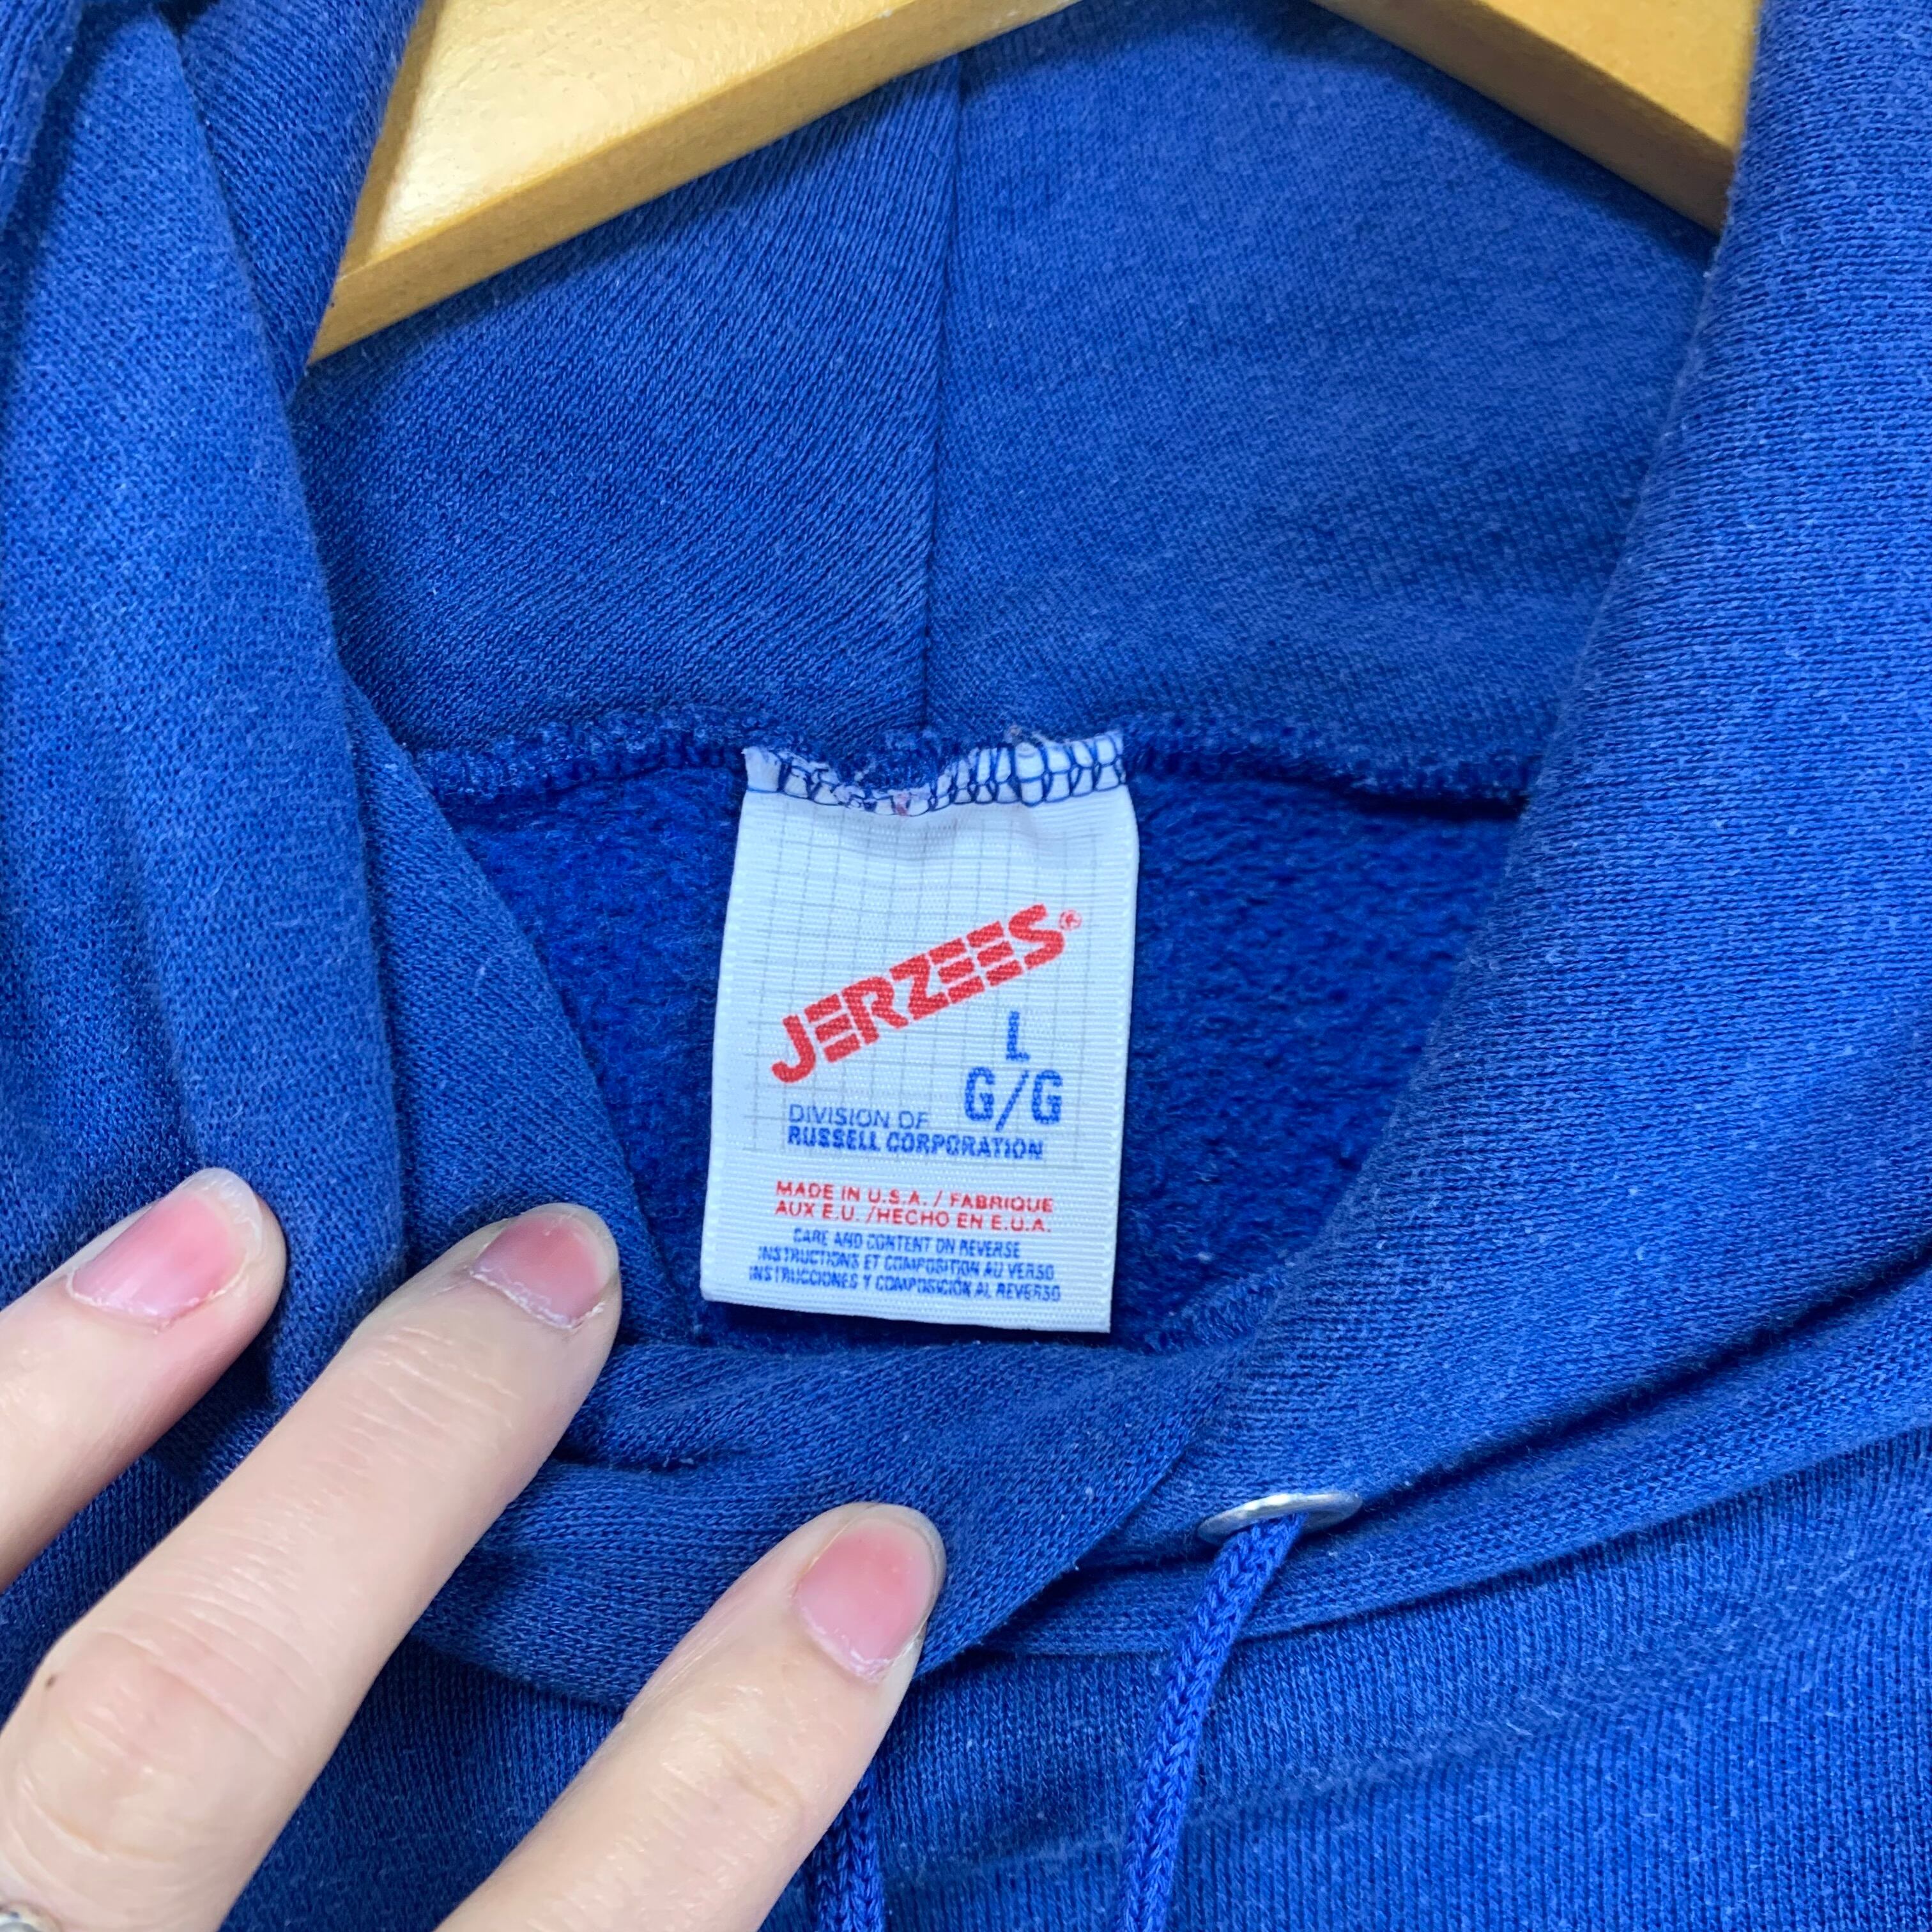 JERZEES®
L
G/G
DIVISION OF
RUSSELL CORPORATION
MADE IN U.S.A. / FABRIQUE
AUX E.U. /HECHO EN E.U.A.
CARE AND CONTENT ON REVERSE
INSTRUCTIONS ET COMPOSITION AU VERSO
INSTRUCCIONES Y COMPOSICIÓN AL REVERSO